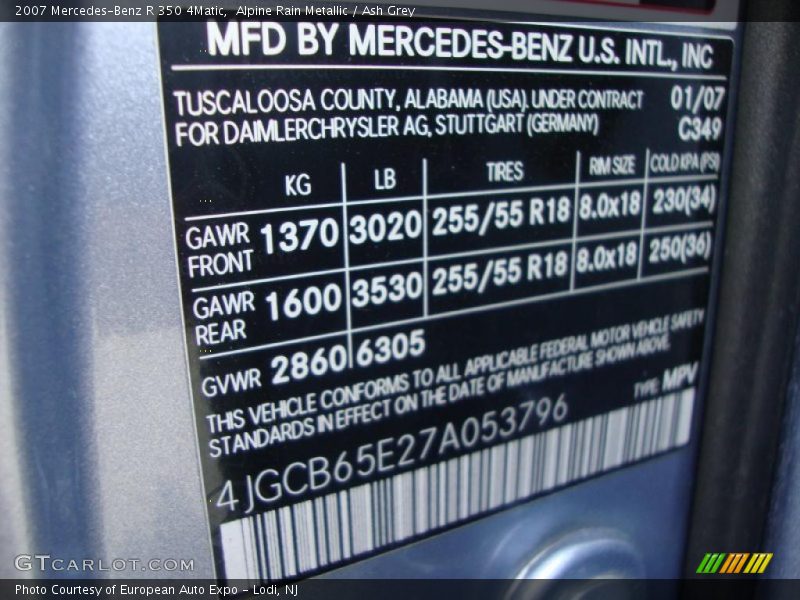 2007 Mercedes-Benz R 350 4Matic, Alpine Rain Metallic / Ash Grey
MFD BY MERCEDES-BENZ U.S. INTL., INC
TUSCALOOSA COUNTY, ALABAMA (USA). UNDER CONTRACT 01/07
FOR DAIMLERCHRYSLER AG, STUTTGART (GERMANY) C349
KG LB TIRES RIM SIZE COLD KPA (PSI)
GAWR FRONT 1370 3020 255/55 R18 8.0x18 230(34)
GAWR REAR 1600 3530 255/55 R18 8.0x18 250(36)
GVWR 2860 6305
THIS VEHICLE CONFORMS TO ALL APPLICABLE FEDERAL MOTOR VEHICLE SAFETY
STANDARDS IN EFFECT ON THE DATE OF MANUFACTURE SHOWN ABOVE.
4JGCB65E27A053796 TYPE: MPV
GTCARLOT.COM
Photo Courtesy of European Auto Expo - Lodi, NJ